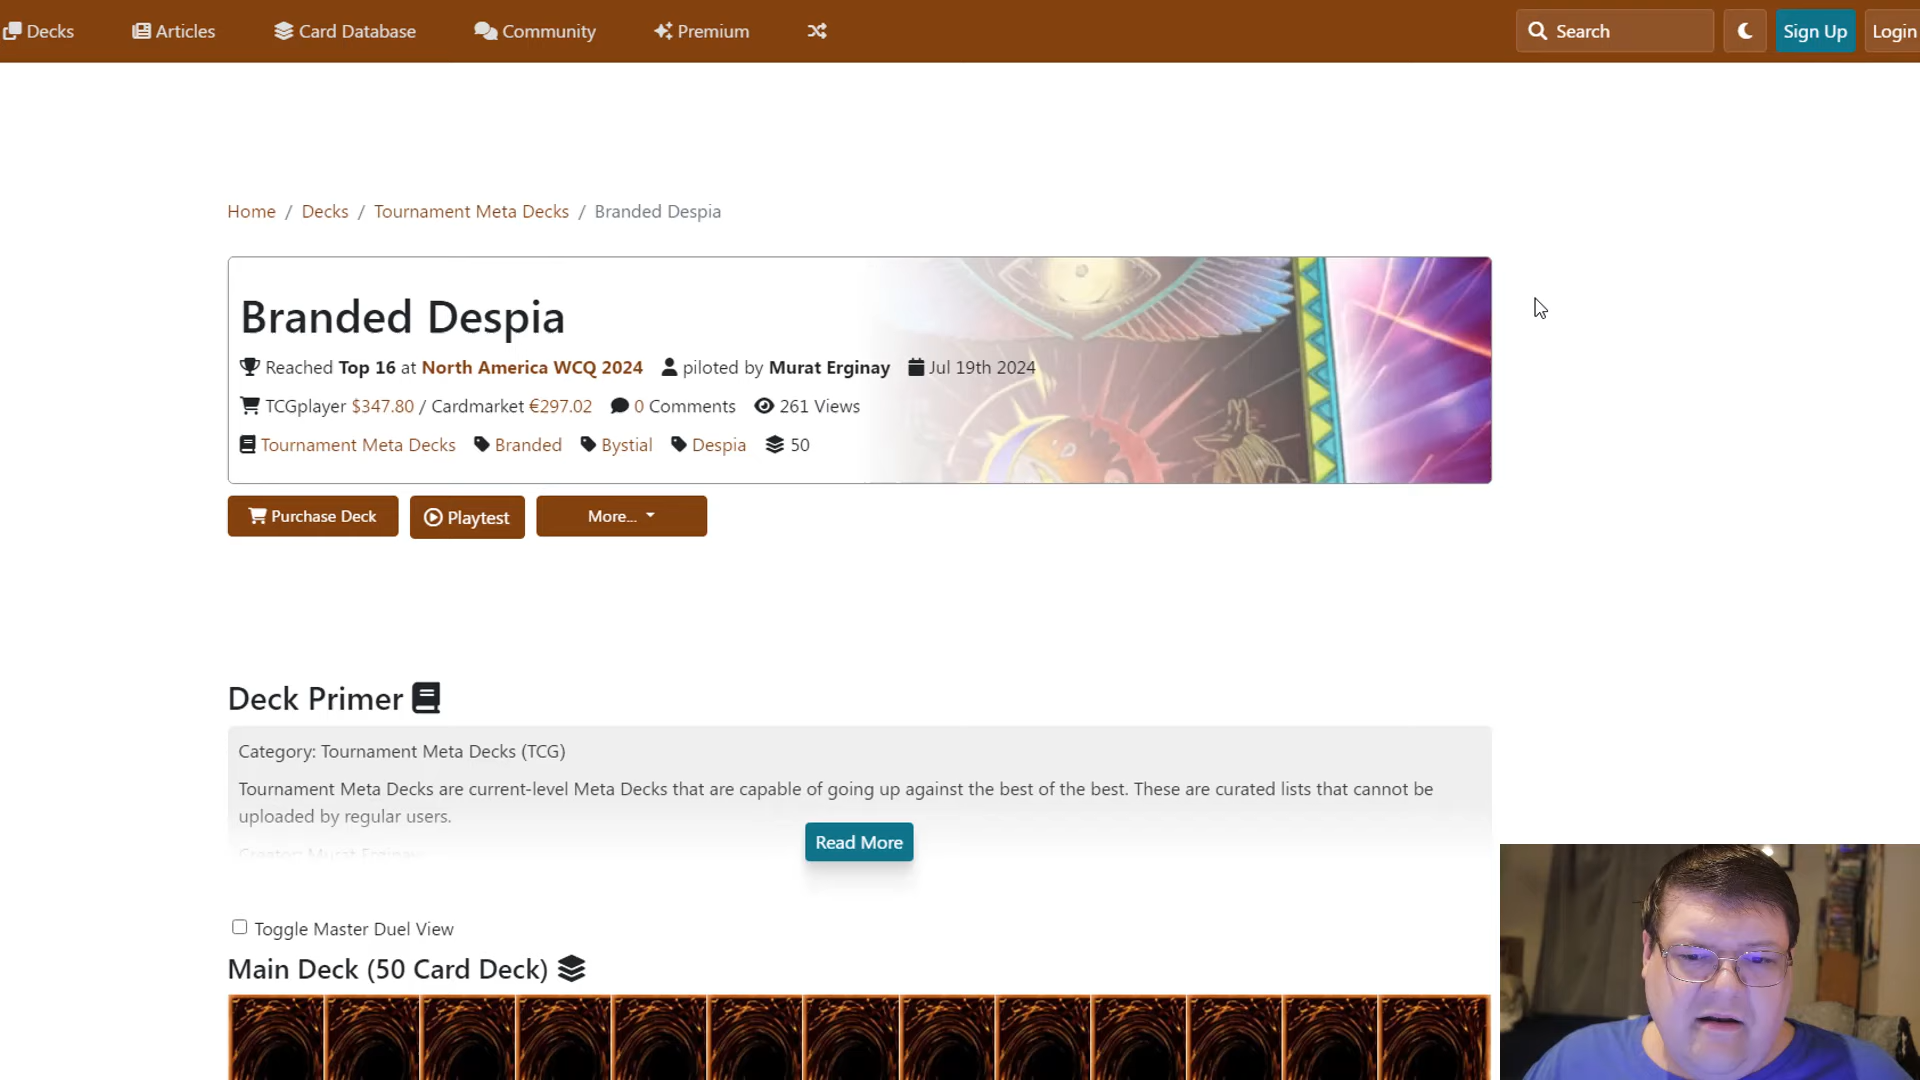 Decks Articles Card Database Community Premium Search Sign Up Login
Home / Decks / Tournament Meta Decks / Branded Despia
Branded Despia
Reached Top 16 at North America WCQ 2024 piloted by Murat Erginay Jul 19th 2024
TCGplayer $347.80 / Cardmarket €297.02 0 Comments 261 Views
Tournament Meta Decks Branded Bystial Despia 50
Purchase Deck Playtest More...
Deck Primer
Category: Tournament Meta Decks (TCG)
Tournament Meta Decks are current-level Meta Decks that are capable of going up against the best of the best. These are curated lists that cannot be
uploaded by regular users.
Read More
Creator: Murat Erginay
Toggle Master Duel View
Main Deck (50 Card Deck)